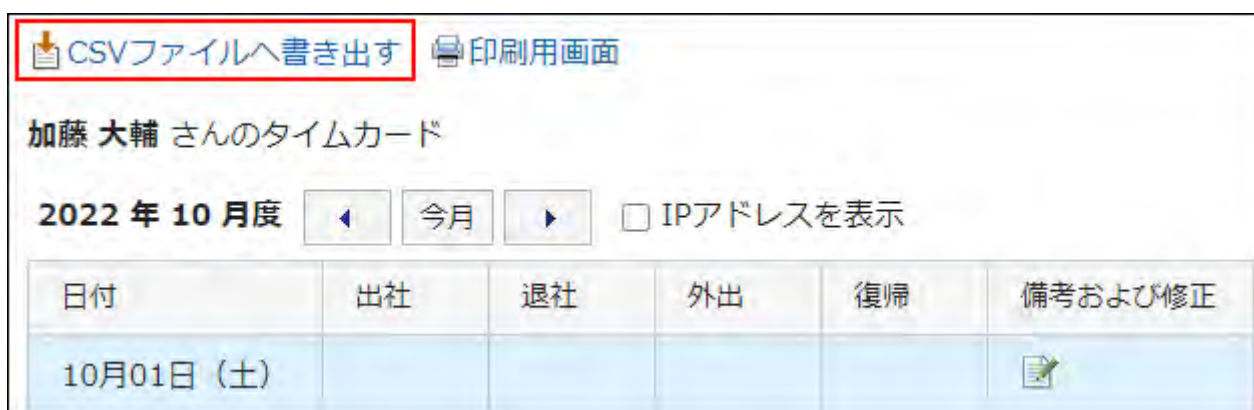 CSVファイルへ書き出す 印刷用画面
加藤 大輔 さんのタイムカード
2022 年 10 月度 今月 IPアドレスを表示
日付 出社 退社 外出 復帰 備考および修正
10月01日（土）